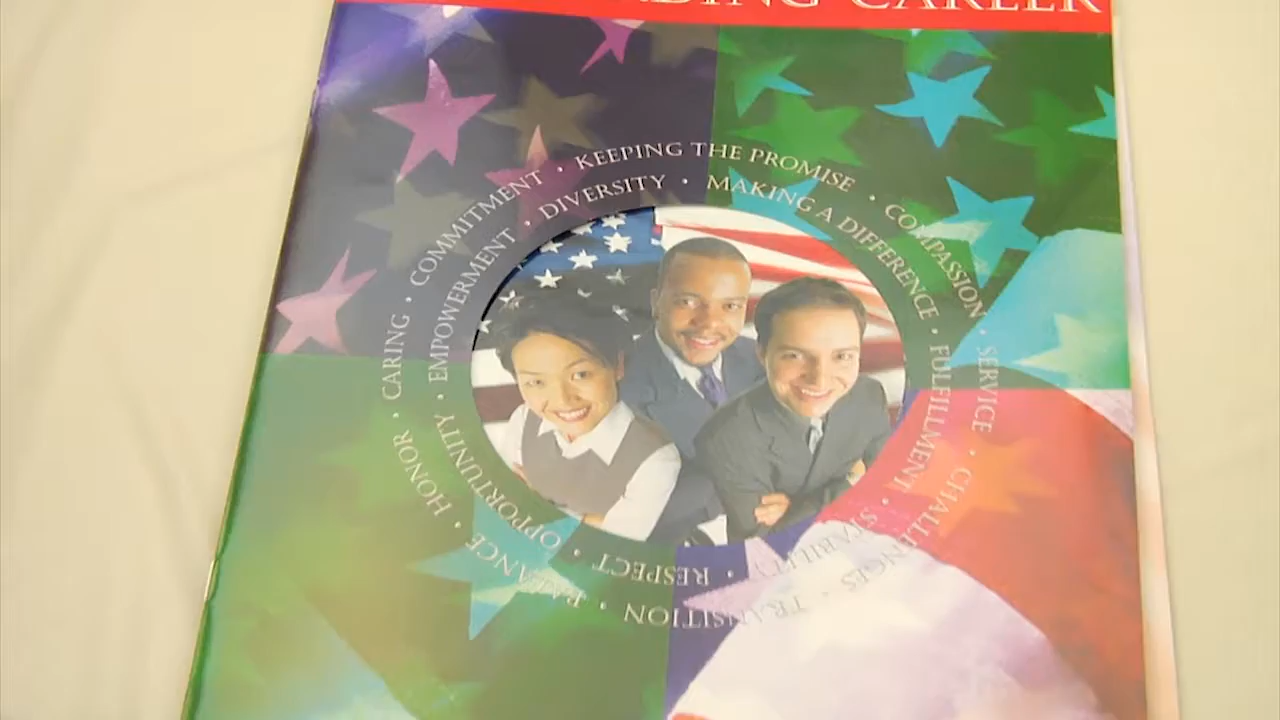 CAREER
KEEPING THE PROMISE · COMPASSION · SERVICE · CHALLENGES · TRANSITION · BALANCE · HONOR · CARING · COMMITMENT ·
DIVERSITY · MAKING A DIFFERENCE · FULFILLMENT · STABILITY · RESPECT · OPPORTUNITY · EMPOWERMENT ·